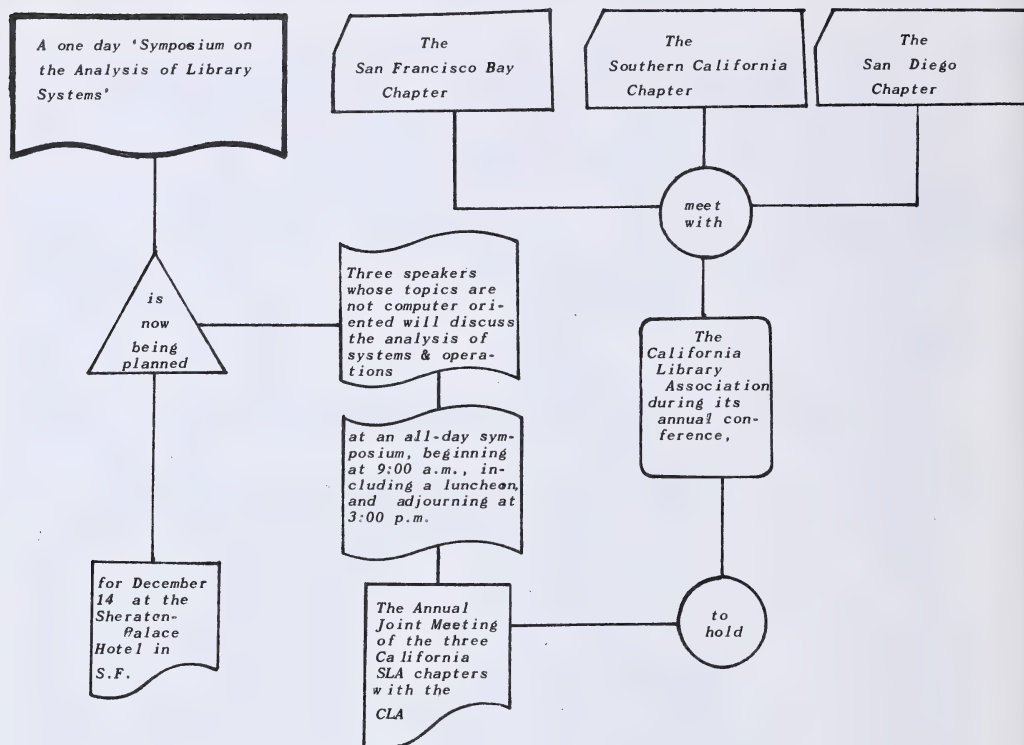 A one day 'Symposium on
the Analysis of Library
Systems'
is
now
being
planned
for December
14 at the
Sheraton-
Palace
Hotel in
S.F.
Three speakers
whose topics are
not computer ori-
ented will discuss
the analysis of
systems & opera-
tions
at an all-day sym-
posium, beginning
at 9:00 a.m., in-
cluding a luncheon,
and adjourning at
3:00 p.m.
The Annual
Joint Meeting
of the three
California
SLA chapters
with the
CLA
The
San Francisco Bay
Chapter
The
Southern California
Chapter
The
San Diego
Chapter
meet
with
The
California
Library
Association
during its
annual con-
ference,
to
hold